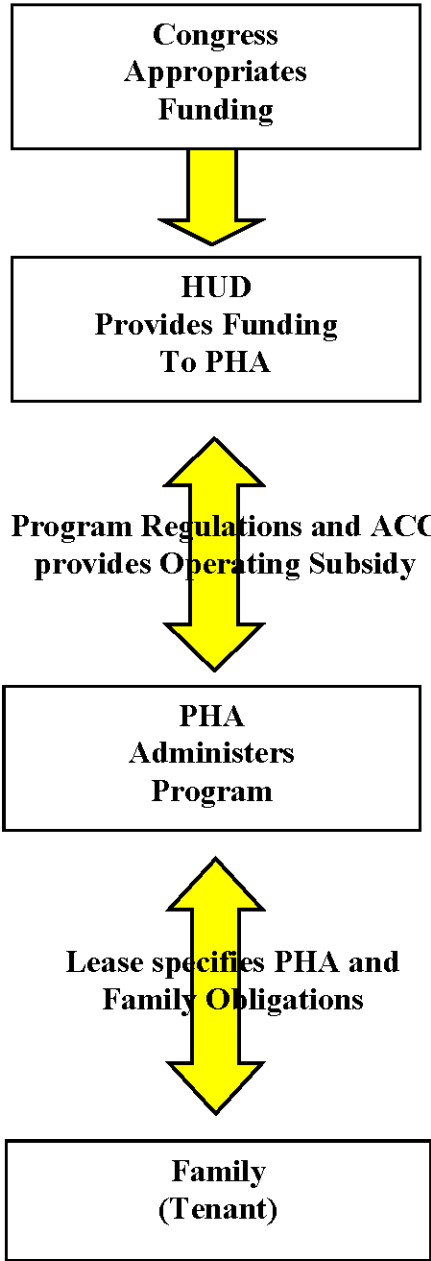 Congress
Appropriates
Funding
HUD
Provides Funding
To PHA
Program Regulations and ACC
provides Operating Subsidy
PHA
Administers
Program
Lease specifies PHA and
Family Obligations
Family
(Tenant)